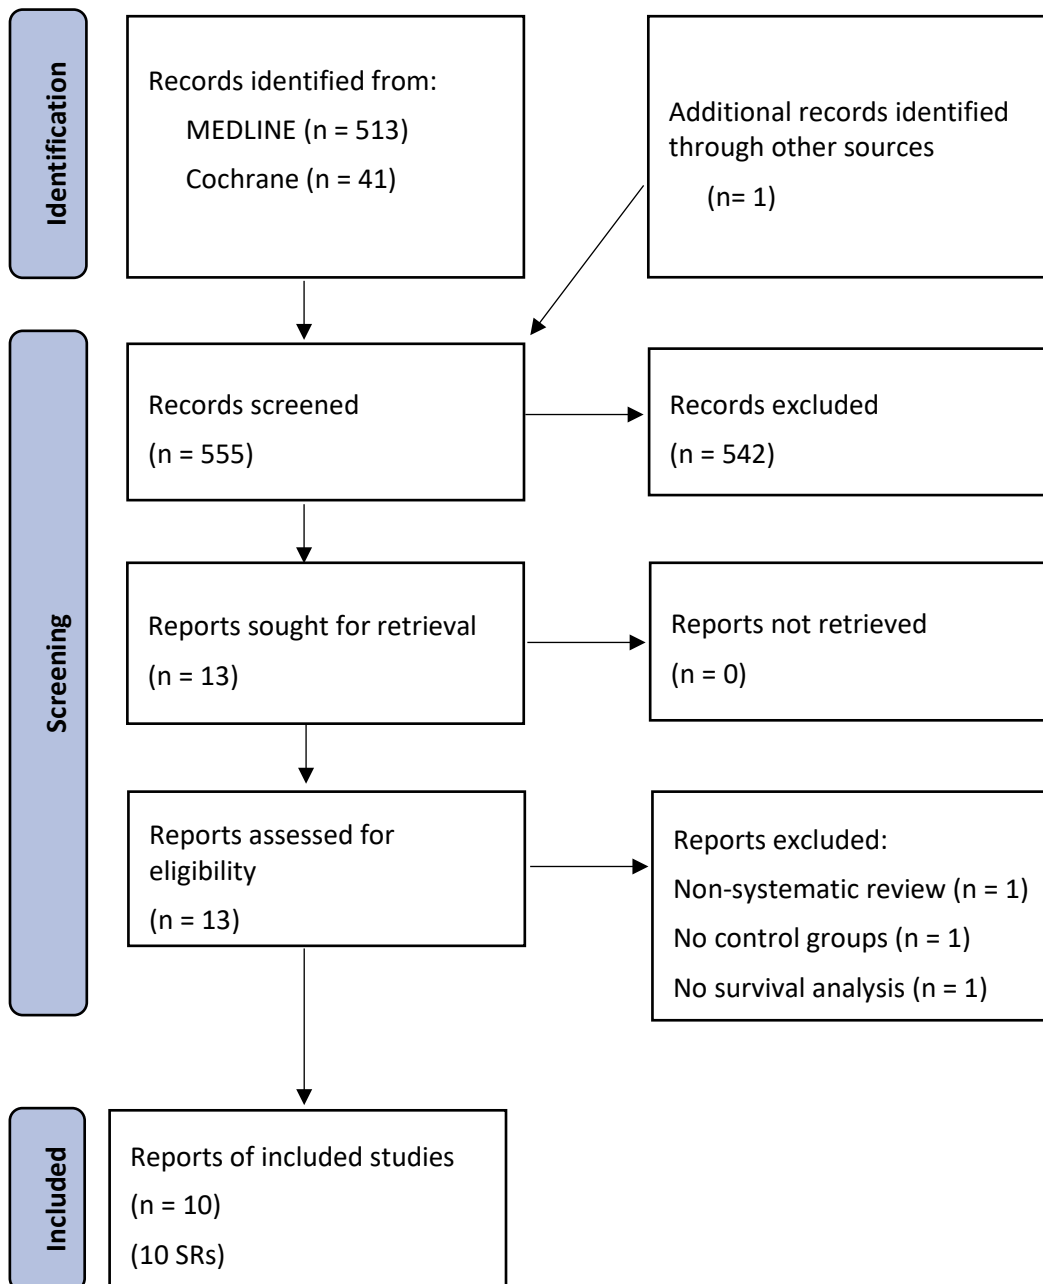 Identification
Records identified from:
MEDLINE (n = 513)
Cochrane (n = 41)
Additional records identified
through other sources
(n= 1)
Screening
Records screened
(n = 555)
Records excluded
(n = 542)
Reports sought for retrieval
(n = 13)
Reports not retrieved
(n = 0)
Reports assessed for
eligibility
(n = 13)
Reports excluded:
Non-systematic review (n = 1)
No control groups (n = 1)
No survival analysis (n = 1)
Included
Reports of included studies
(n = 10)
(10 SRs)